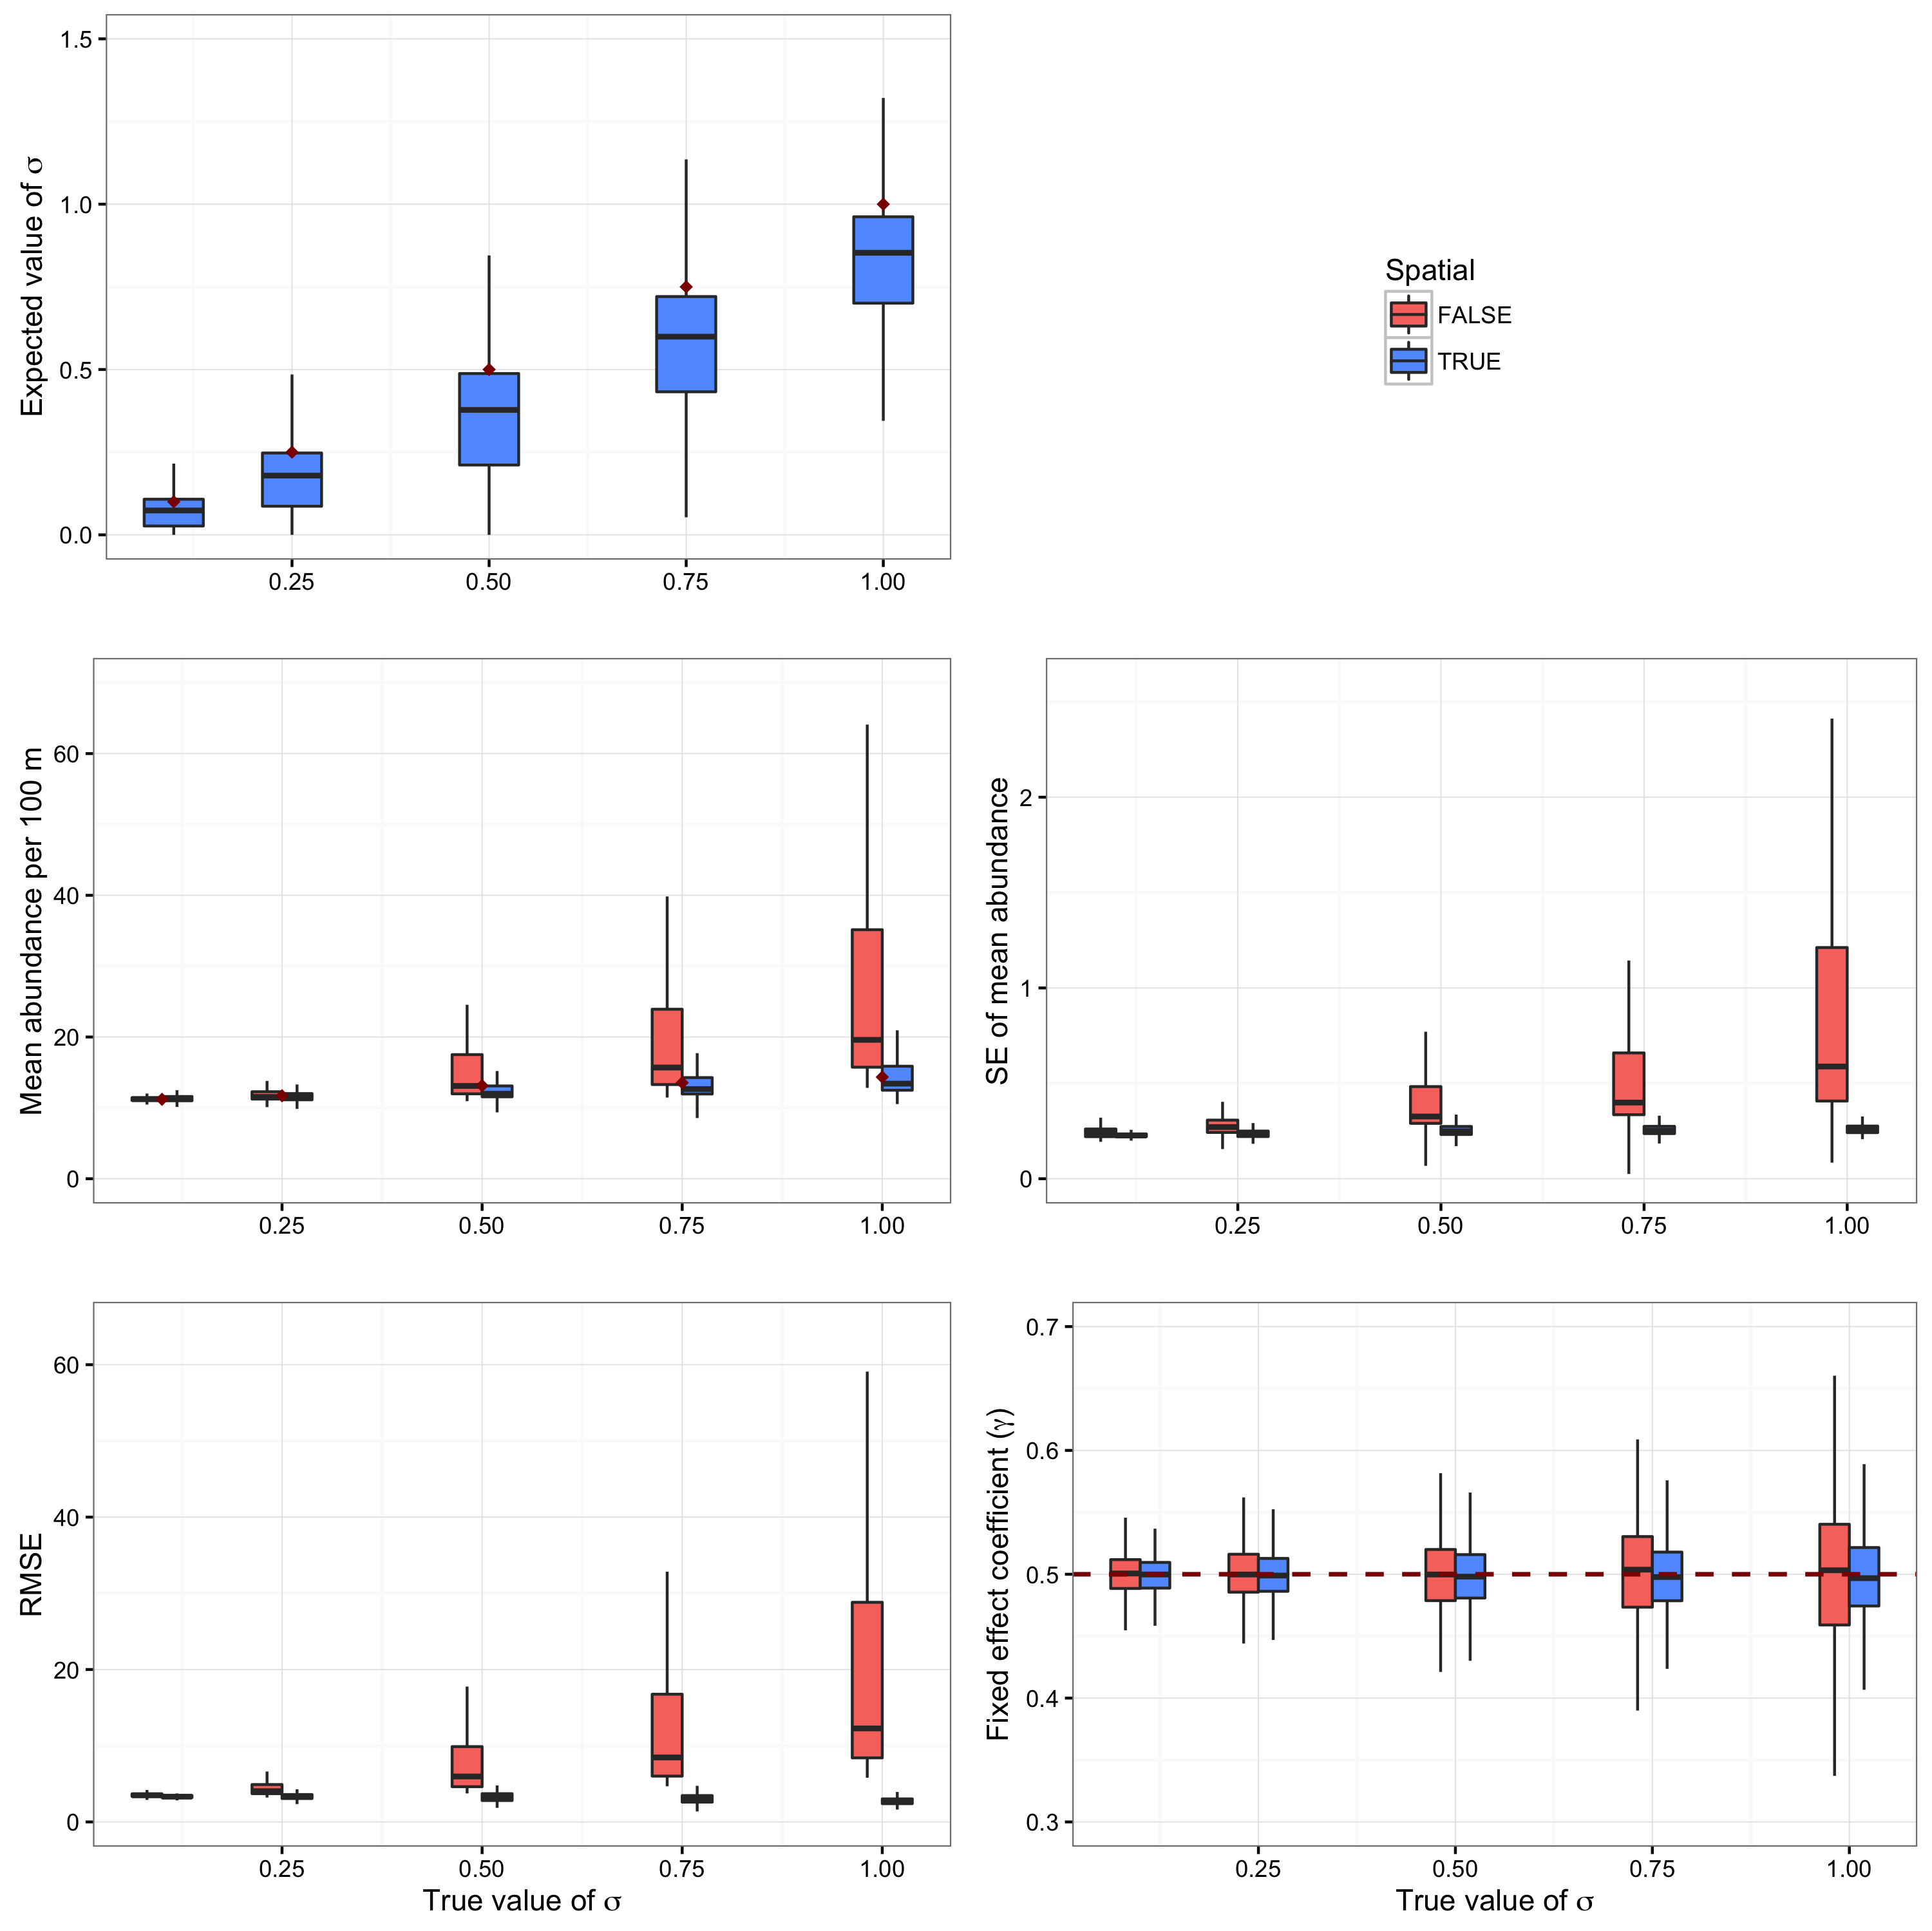 Expected value of σ
1.5
1.0
0.5
0.0
0.25 0.50 0.75 1.00
Spatial
FALSE
TRUE
Mean abundance per 100 m
60
40
20
0
0.25 0.50 0.75 1.00
SE of mean abundance
2
1
0
0.25 0.50 0.75 1.00
RMSE
60
40
20
0
0.25 0.50 0.75 1.00
True value of σ
Fixed effect coefficient (γ)
0.7
0.6
0.5
0.4
0.3
0.25 0.50 0.75 1.00
True value of σ